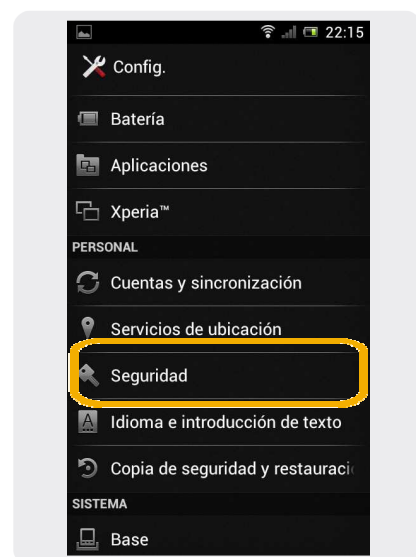 22:15
Config.
Batería
Aplicaciones
Xperia™
PERSONAL
Cuentas y sincronización
Servicios de ubicación
Seguridad
A
Idioma e introducción de texto
Copia de seguridad y restauraci
SISTEMA
Base